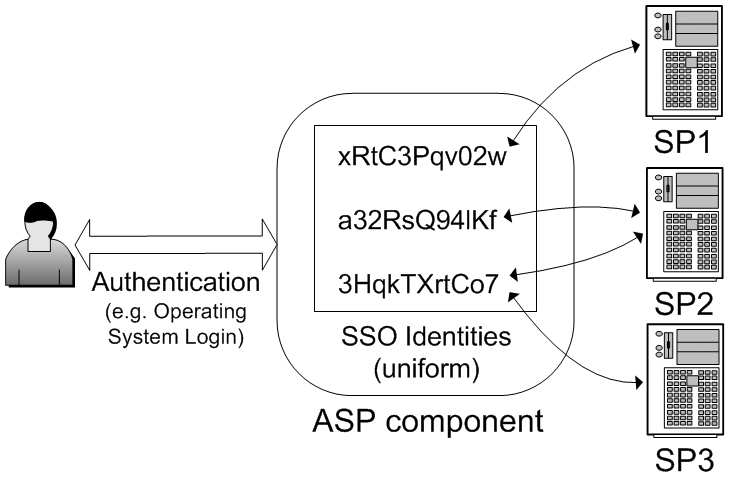 xRtC3Pqv02w
SP1
a32RsQ94lKf
3HqkTXrtCo7
SP2
Authentication
(e.g. Operating
System Login)
SSO Identities
(uniform)
ASP component
SP3